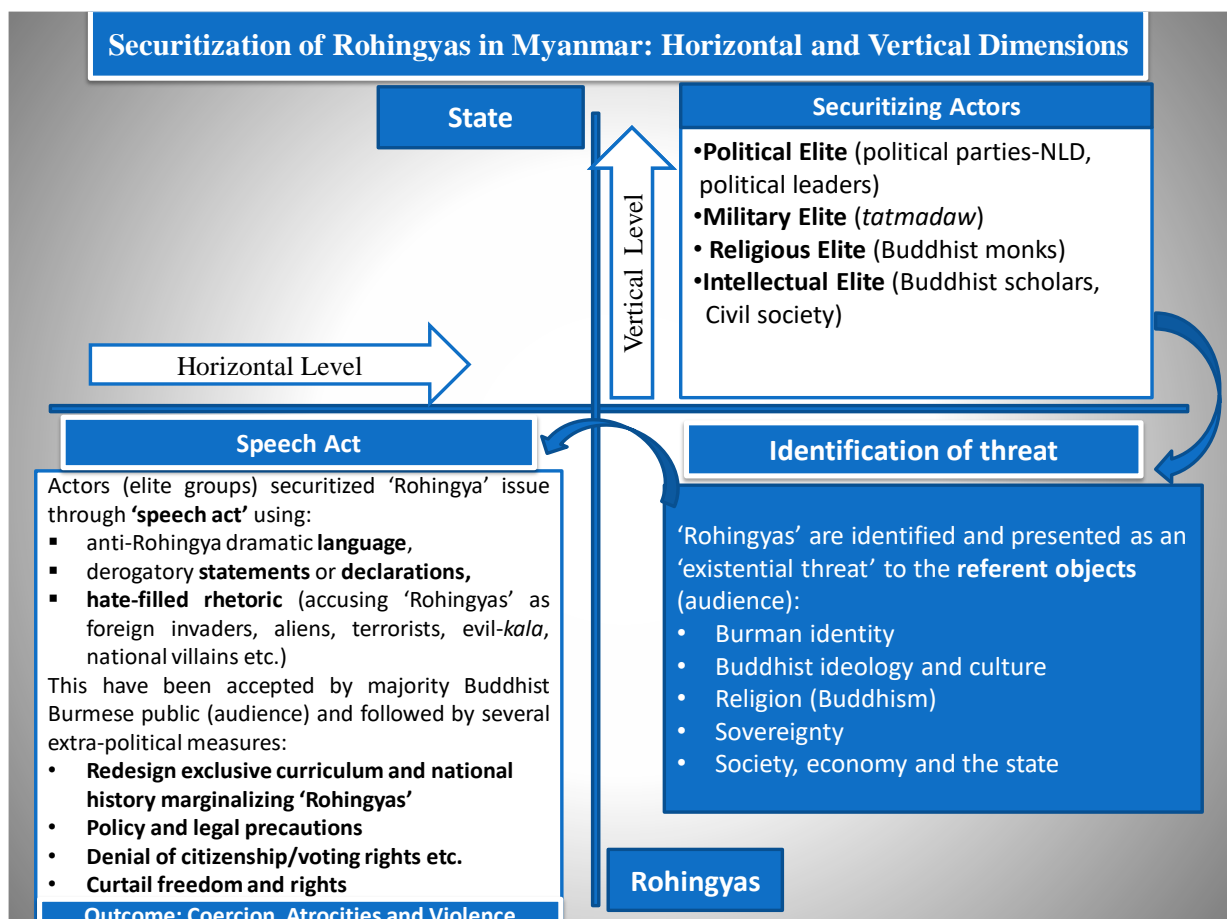 Securitization of Rohingyas in Myanmar: Horizontal and Vertical Dimensions
State
Vertical Level
Horizontal Level
Securitizing Actors
•Political Elite (political parties-NLD,
political leaders)
•Military Elite (tatmadaw)
• Religious Elite (Buddhist monks)
•Intellectual Elite (Buddhist scholars,
Civil society)
Identification of threat
‘Rohingyas’ are identified and presented as an
‘existential threat’ to the referent objects
(audience):
• Burman identity
• Buddhist ideology and culture
• Religion (Buddhism)
• Sovereignty
• Society, economy and the state
Speech Act
Actors (elite groups) securitized ‘Rohingya’ issue
through ‘speech act’ using:
▪ anti-Rohingya dramatic language,
▪ derogatory statements or declarations,
▪ hate-filled rhetoric (accusing ‘Rohingyas’ as
foreign invaders, aliens, terrorists, evil-kala,
national villains etc.)
This have been accepted by majority Buddhist
Burmese public (audience) and followed by several
extra-political measures:
• Redesign exclusive curriculum and national
history marginalizing ‘Rohingyas’
• Policy and legal precautions
• Denial of citizenship/voting rights etc.
• Curtail freedom and rights
Outcome: Coercion, Atrocities and Violence
Rohingyas